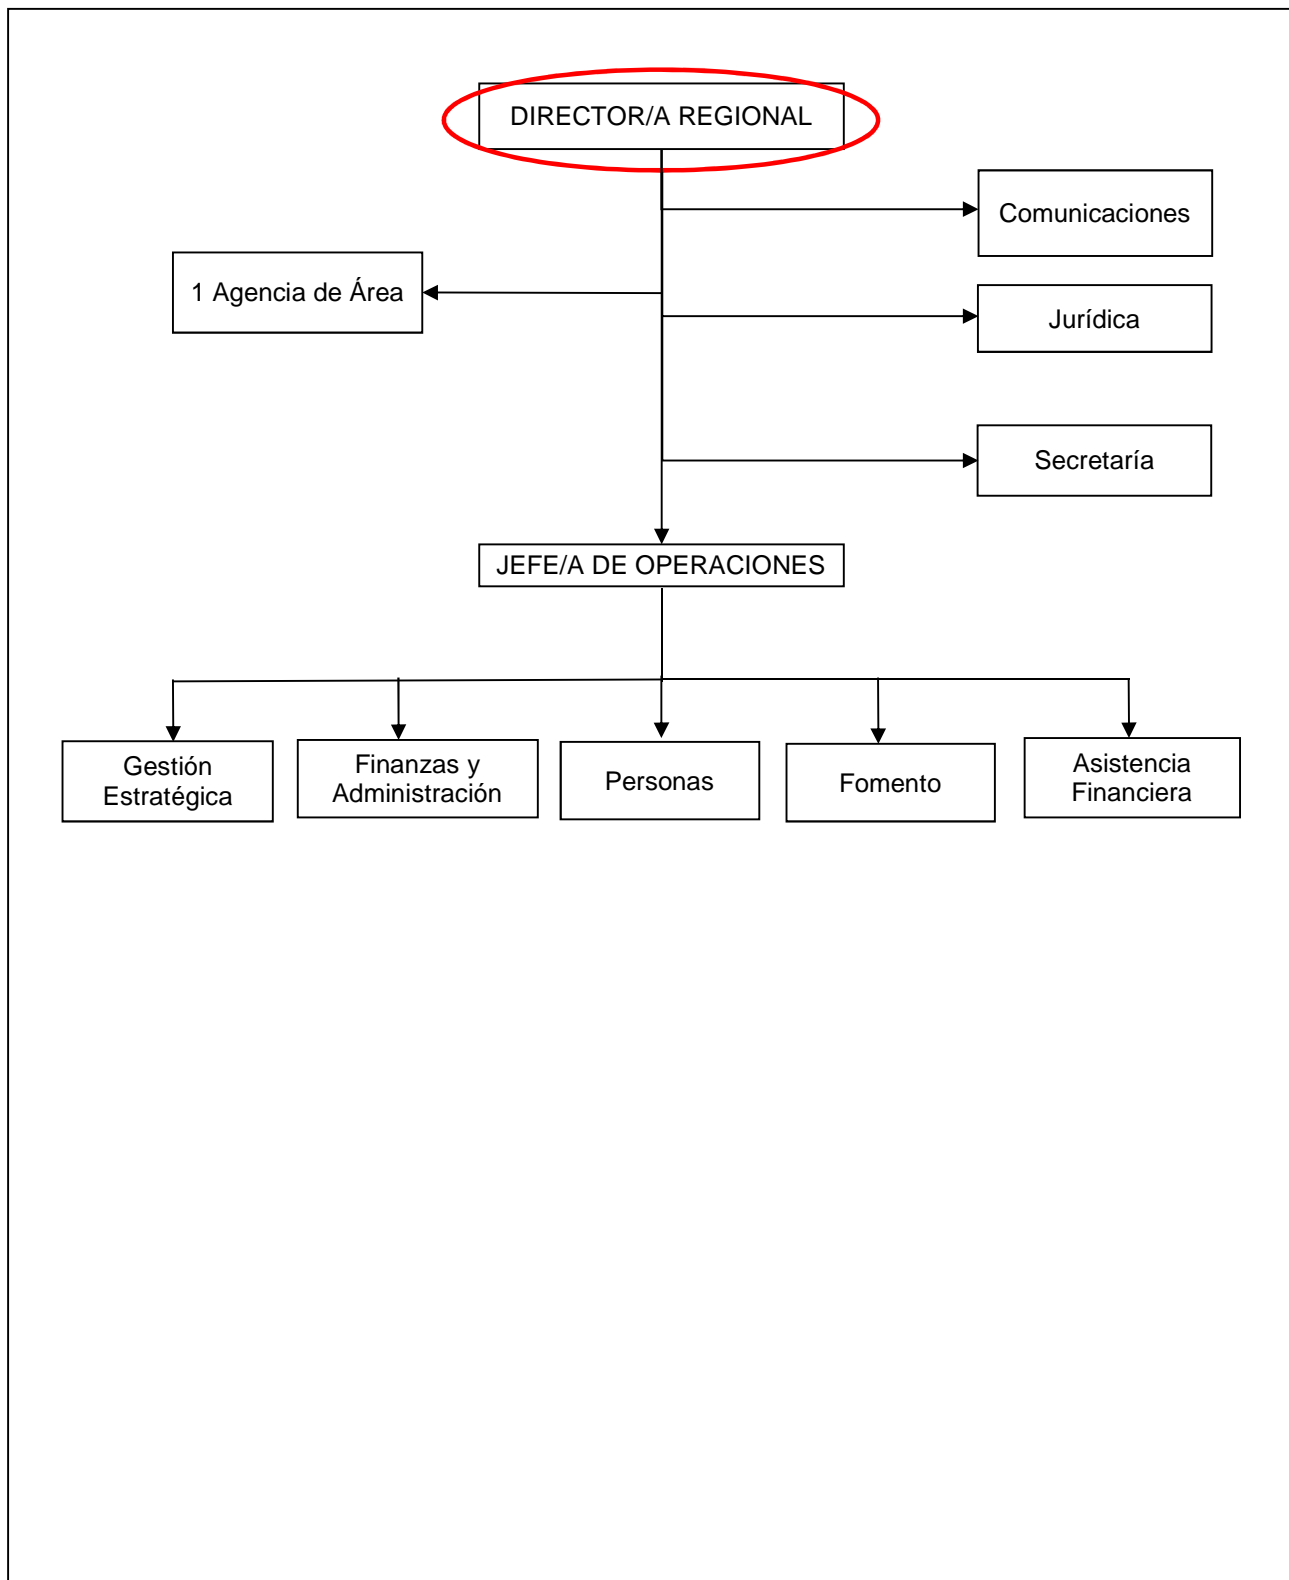 DIRECTOR/A REGIONAL
Comunicaciones
1 Agencia de Área
Jurídica
Secretaría
JEFE/A DE OPERACIONES
Gestión
Estratégica
Finanzas y
Administración
Personas
Fomento
Asistencia
Financiera